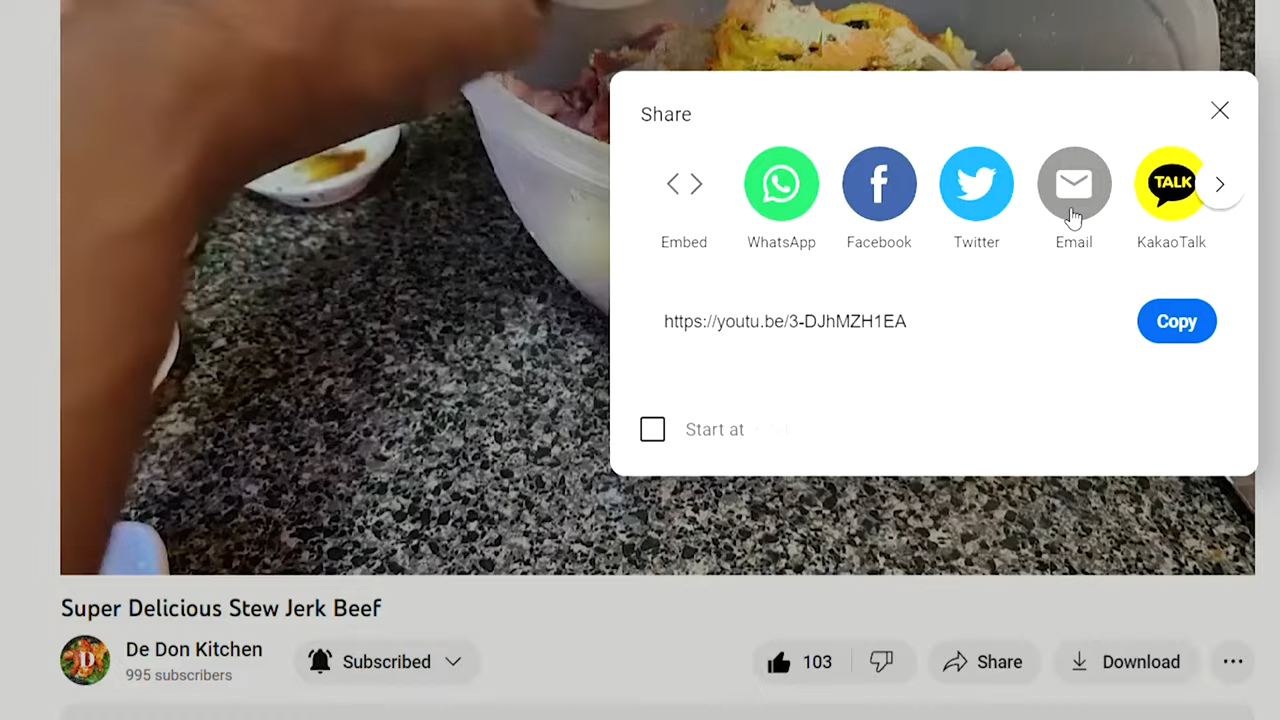 Share
TALK
Embed
WhatsApp
Facebook
Twitter
Email
KakaoTalk
https://youtu.be/3-DJhMZH1EA
Copy
Start at
Super Delicious Stew Jerk Beef
D
De Don Kitchen
995 subscribers
Subscribed
103
Share
Download